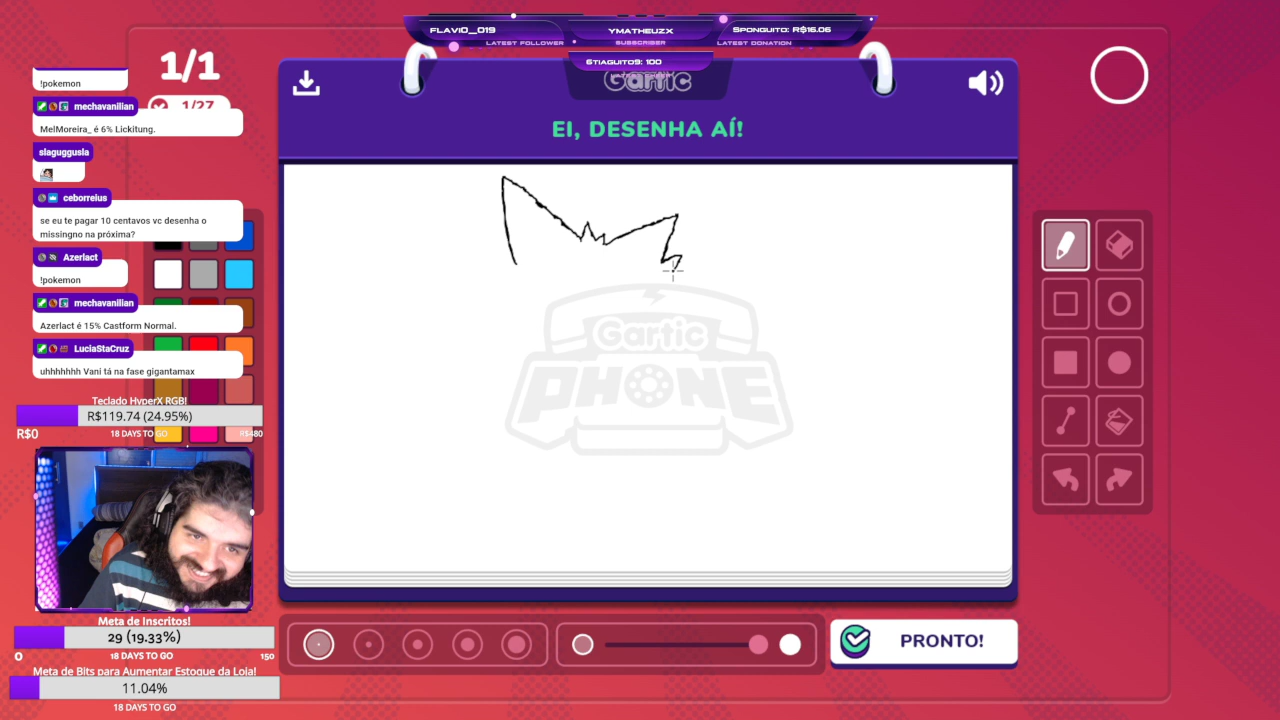 FLAVIO_019
LATEST FOLLOWER
YMATHEUZX
SUBSCRIBER
SPONGUITO: R$16.06
LATEST DONATION
6TIAGUITO9: 100
Gartic
1/1
1/27
EI, DESENHA AÍ!
!pokemon
mechavanilian
MelMoreira_ é 6% Lickitung.
slaguggusla
ceborrelus
se eu te pagar 10 centavos vc desenha o
missingno na próxima?
Azerlact
!pokemon
mechavanilian
Azerlact é 15% Castform Normal.
LuciaStaCruz
uhhhhhhh Vani tá na fase gigantamax
Teclado HyperX RGB!
R$119.74 (24.95%)
R$0
18 DAYS TO GO
R$480
Gartic
PHONE
Meta de Inscritos!
29 (19.33%)
0
18 DAYS TO GO
150
Meta de Bits para Aumentar Estoque da Loja!
11.04%
18 DAYS TO GO
PRONTO!